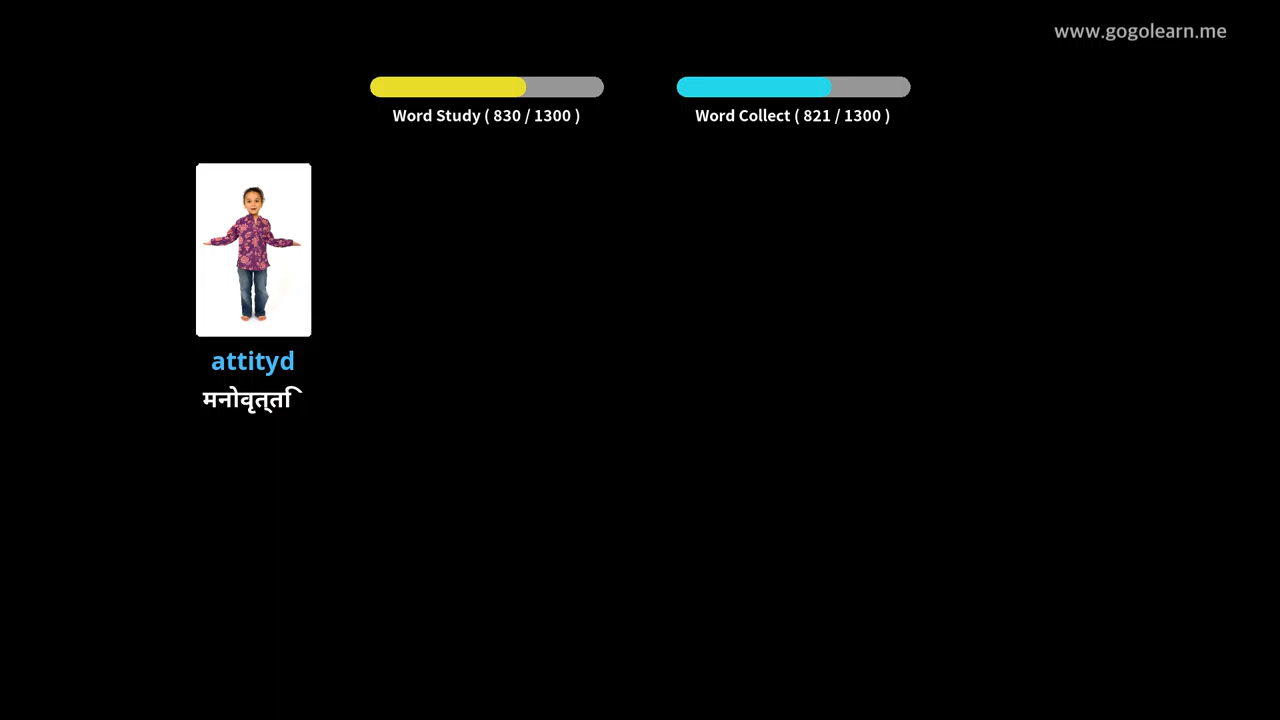 www.gogolearn.me
Word Study ( 830 / 1300 )
Word Collect ( 821 / 1300 )
attityd
मनोवृत्ति